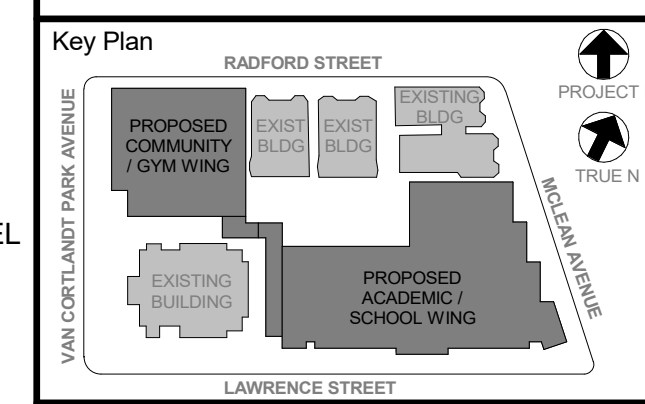 Key Plan
RADFORD STREET
PROJECT
TRUE N
VAN CORTLANDT PARK AVENUE
PROPOSED
COMMUNITY
/ GYM WING
EXIST
BLDG
EXIST
BLDG
EXISTING
BLDG
MCLEAN AVENUE
EL
EXISTING
BUILDING
PROPOSED
ACADEMIC /
SCHOOL WING
LAWRENCE STREET